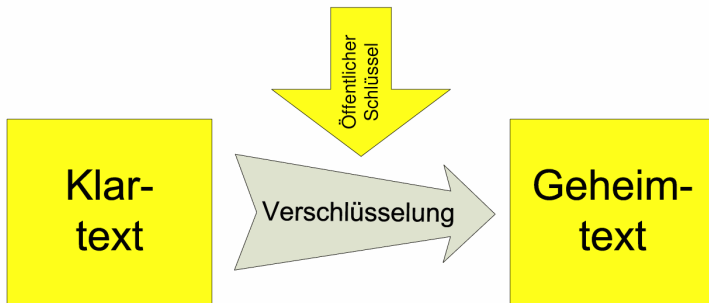 Öffentlicher
Schlüssel
Klar-
text
Verschlüsselung
Geheim-
text